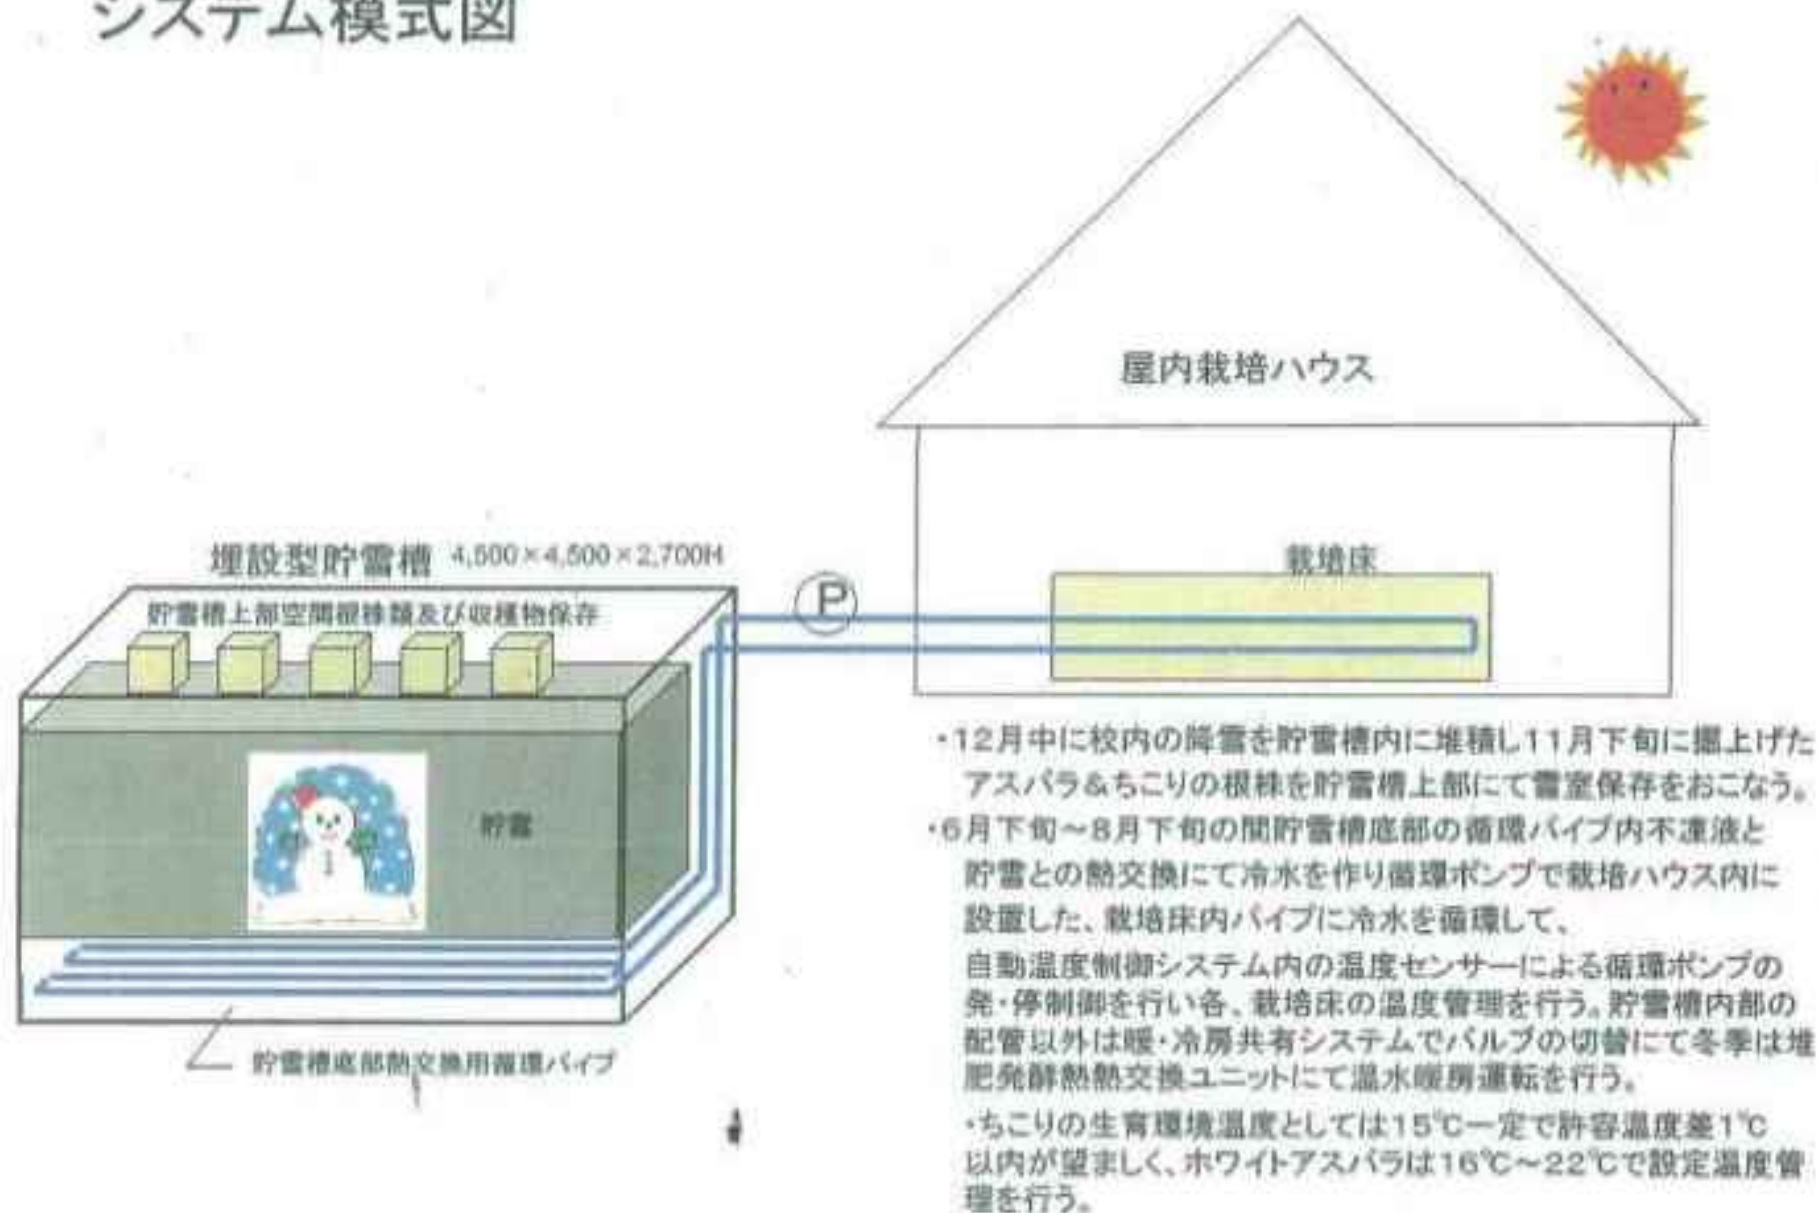 システム模式図
屋内栽培ハウス
埋設型貯雪槽 4,500×4,500×2,700H
貯雪槽上部空間根株類及び収穫物保存
P
栽培床
貯雪
貯雪槽底部熱交換用循環パイプ
・12月中に校内の降雪を貯雪槽内に堆積し11月下旬に掘上げた
アスパラ&ちこりの根株を貯雪槽上部にて雪室保存をおこなう。
・6月下旬～8月下旬の間貯雪槽底部の循環パイプ内不凍液と
貯雪との熱交換にて冷水を作り循環ポンプで栽培ハウス内に
設置した、栽培床内パイプに冷水を循環して、
自動温度制御システム内の温度センサーによる循環ポンプの
発・停制御を行い各、栽培床の温度管理を行う。貯雪槽内部の
配管以外は暖・冷房共有システムでバルブの切替にて冬季は堆
肥発酵熱熱交換ユニットにて温水暖房運転を行う。
・ちこりの生育環境温度としては15℃一定で許容温度差1℃
以内が望ましく、ホワイトアスパラは16℃～22℃で設定温度管
理を行う。